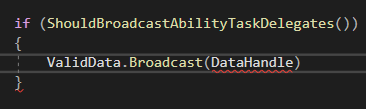 if (ShouldBroadcastAbilityTaskDelegates())
{
ValidData.Broadcast(DataHandle)
}